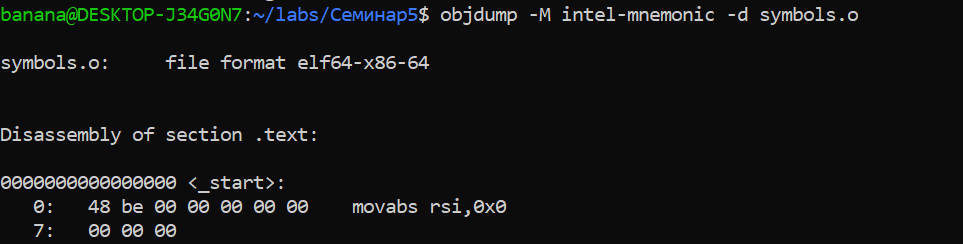 banana@DESKTOP-J34G0N7:~/labs/Семинар5$ objdump -M intel-mnemonic -d symbols.o
symbols.o:     file format elf64-x86-64
Disassembly of section .text:
0000000000000000 <_start>:
   0:   48 be 00 00 00 00 00    movabs rsi,0x0
   7:   00 00 00